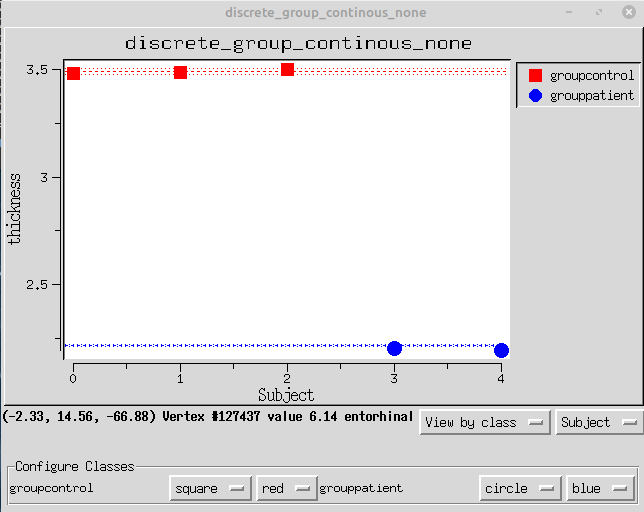 discrete_group_continous_none
discrete_group_continous_none
3.5
3
2.5
thickness
0 1 2 3 4
Subject
groupcontrol
grouppatient
(-2.33, 14.56, -66.88) Vertex #127437 value 6.14 entorhinal
View by class
Subject
Configure Classes
groupcontrol square red grouppatient circle blue